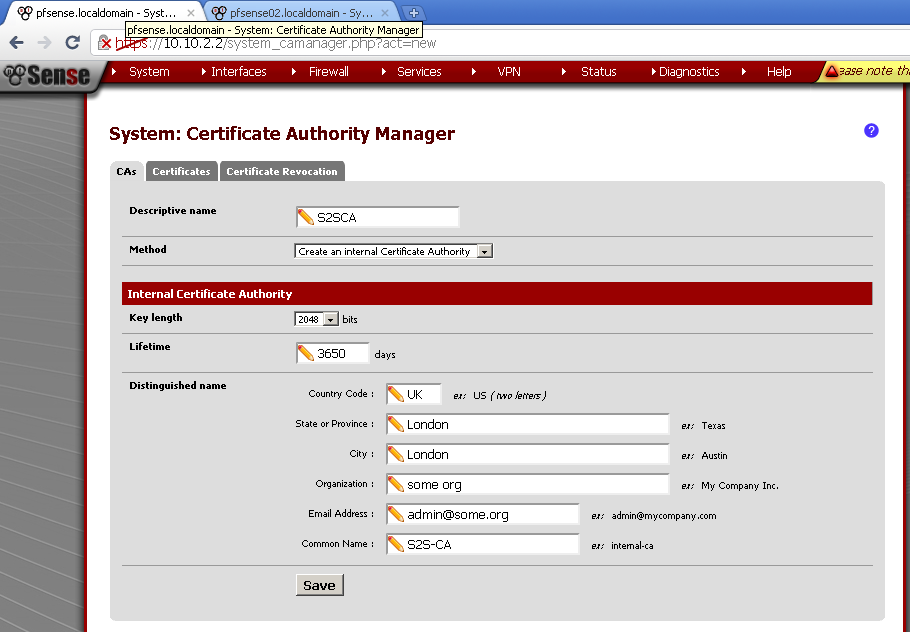 pfsense.localdomain - Syst... pfsense02.localdomain - Sy...
pfsense.localdomain - System: Certificate Authority Manager
https://10.10.2.2/system_camanager.php?act=new
Sense System Interfaces Firewall Services VPN Status Diagnostics Help ease note th
System: Certificate Authority Manager
?
CAs Certificates Certificate Revocation
Descriptive name S2SCA
Method Create an internal Certificate Authority
Internal Certificate Authority
Key length 2048 bits
Lifetime 3650 days
Distinguished name
Country Code : UK ex: US ( two letters )
State or Province : London ex: Texas
City : London ex: Austin
Organization : some org ex: My Company Inc.
Email Address : admin@some.org ex: admin@mycompany.com
Common Name : S2S-CA ex: internal-ca
Save